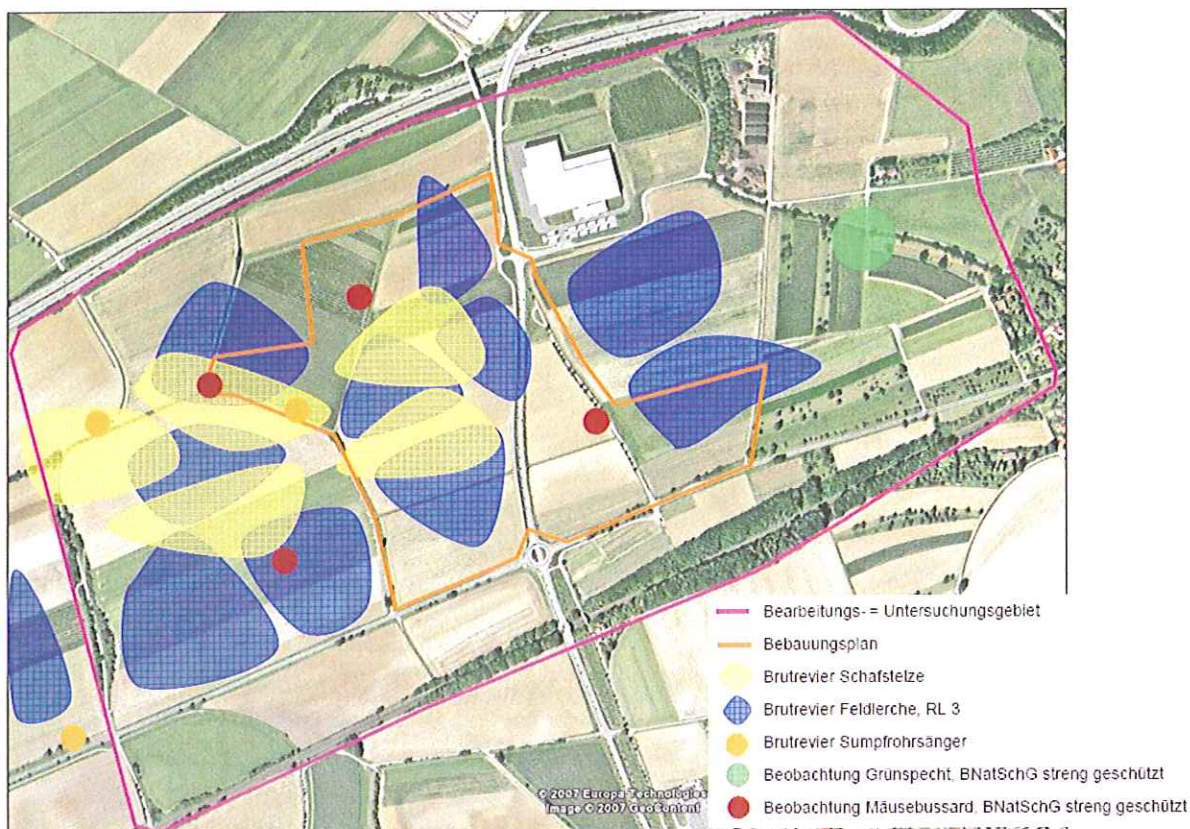 © 2007 Europa Technologies
Image © 2007 GeoContent
Bearbeitungs- = Untersuchungsgebiet
Bebauungsplan
Brutrevier Schafstelze
Brutrevier Feldlerche, RL 3
Brutrevier Sumpfrohrsänger
Beobachtung Grünspecht, BNatSchG streng geschützt
Beobachtung Mäusebussard, BNatSchG streng geschützt